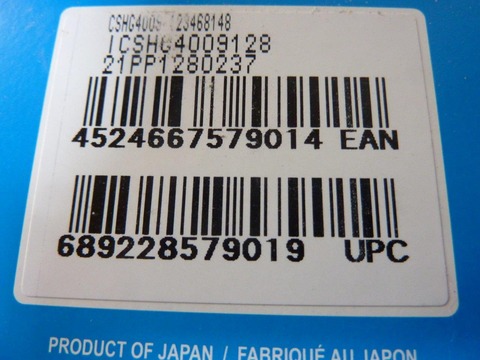 ICSHG4009128
21PP1280237
4524667579014 EAN
689228579019 UPC
PRODUCT OF JAPAN / FABRIQUÉ AU JAPON